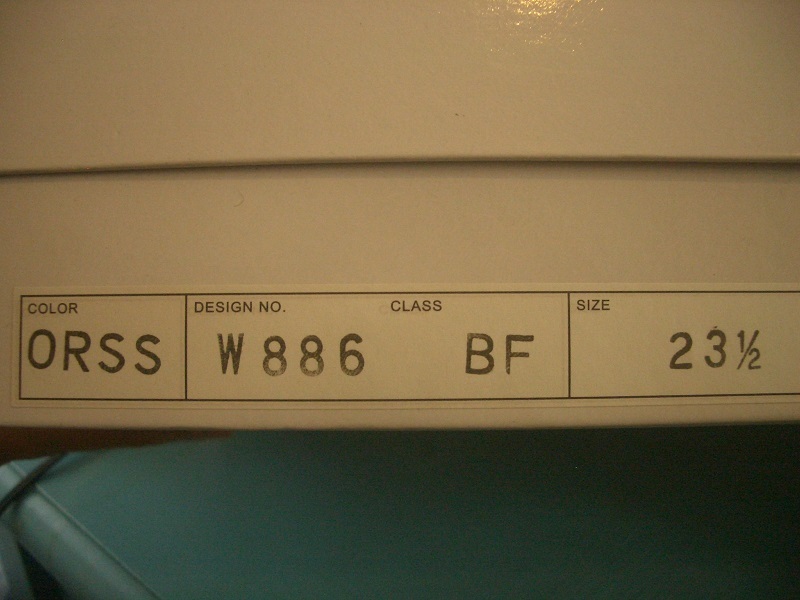 COLOR DESIGN NO. CLASS SIZE
ORSS W886 BF 23½